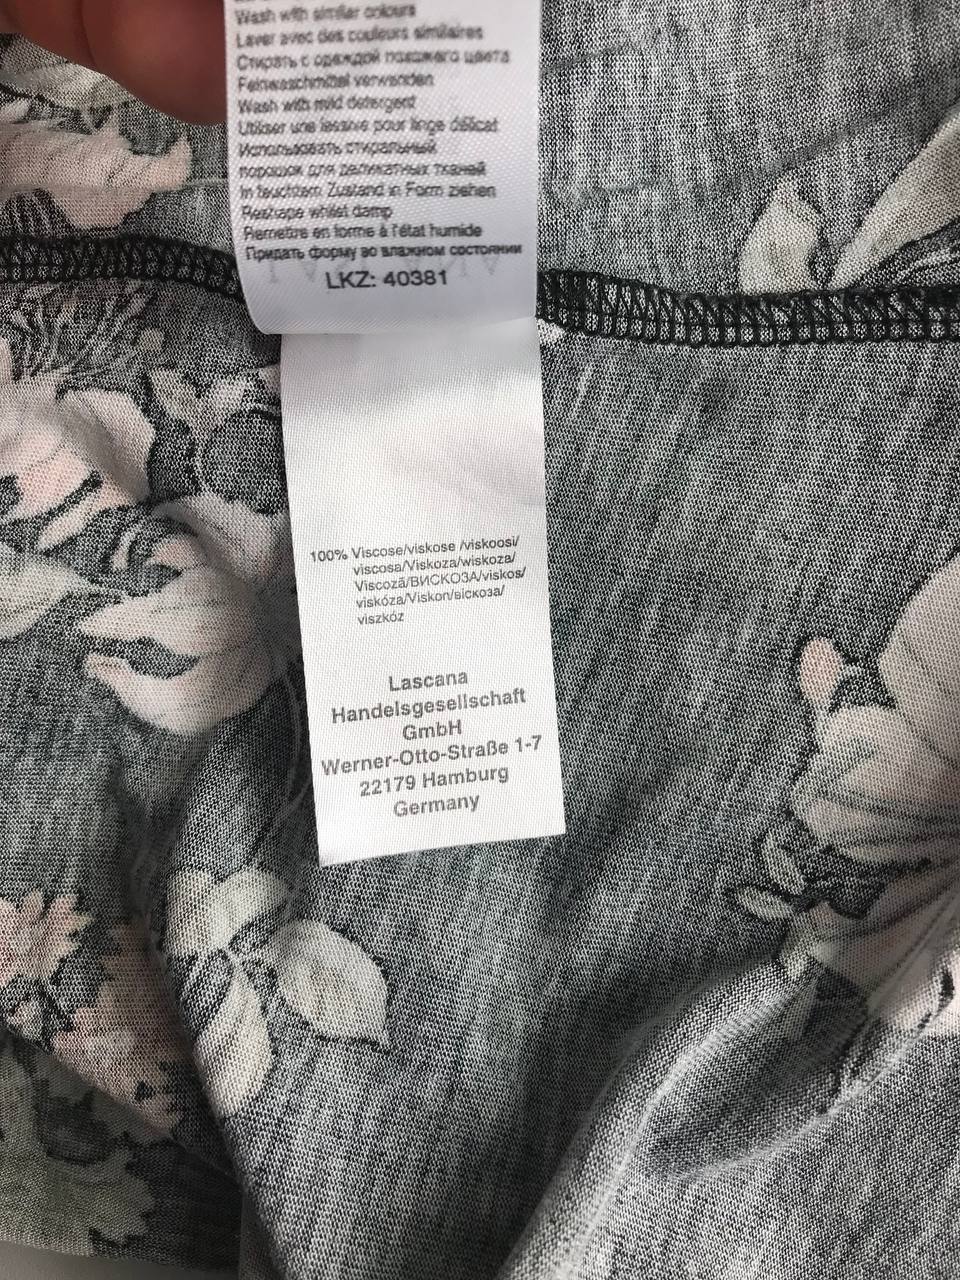 Wash with similar colours
Laver avec des couleurs similaires
Стирать с одеждой похожего цвета
Feinwaschmittel verwenden
Wash with mild detergent
Utiliser une lessive pour linge délicat
Использовать стиральный
порошок для деликатных тканей
In feuchtem Zustand in Form ziehen
Reshape whilst damp
Remettre en forme à l'état humide
Придать форму во влажном состоянии
LKZ: 40381
100% Viscose/viskose /viskoosi/
viscosa/Viskoza/wiskoza/
Viscoză/ВИСКОЗА/viskos/
viskóza/Viskon/віскоза/
viszkóz
Lascana
Handelsgesellschaft
GmbH
Werner-Otto-Straße 1-7
22179 Hamburg
Germany